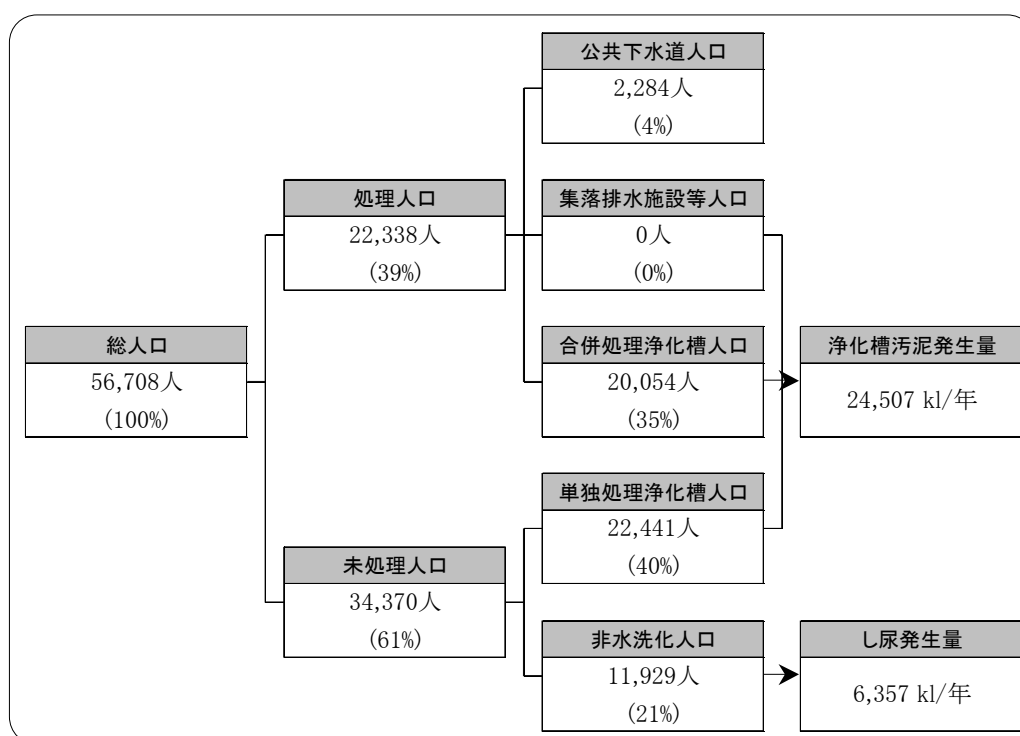 公共下水道人口
2,284人
(4%)
処理人口
22,338人
(39%)
集落排水施設等人口
0人
(0%)
総人口
56,708人
(100%)
合併処理浄化槽人口
20,054人
(35%)
浄化槽汚泥発生量
24,507 kl/年
単独処理浄化槽人口
22,441人
(40%)
未処理人口
34,370人
(61%)
非水洗化人口
11,929人
(21%)
し尿発生量
6,357 kl/年